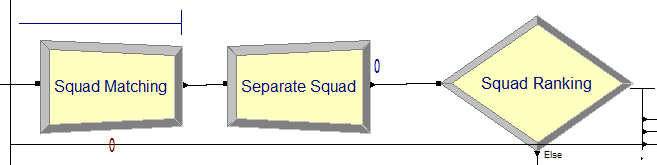 Squad Matching
0
Separate Squad
0
Squad Ranking
Else